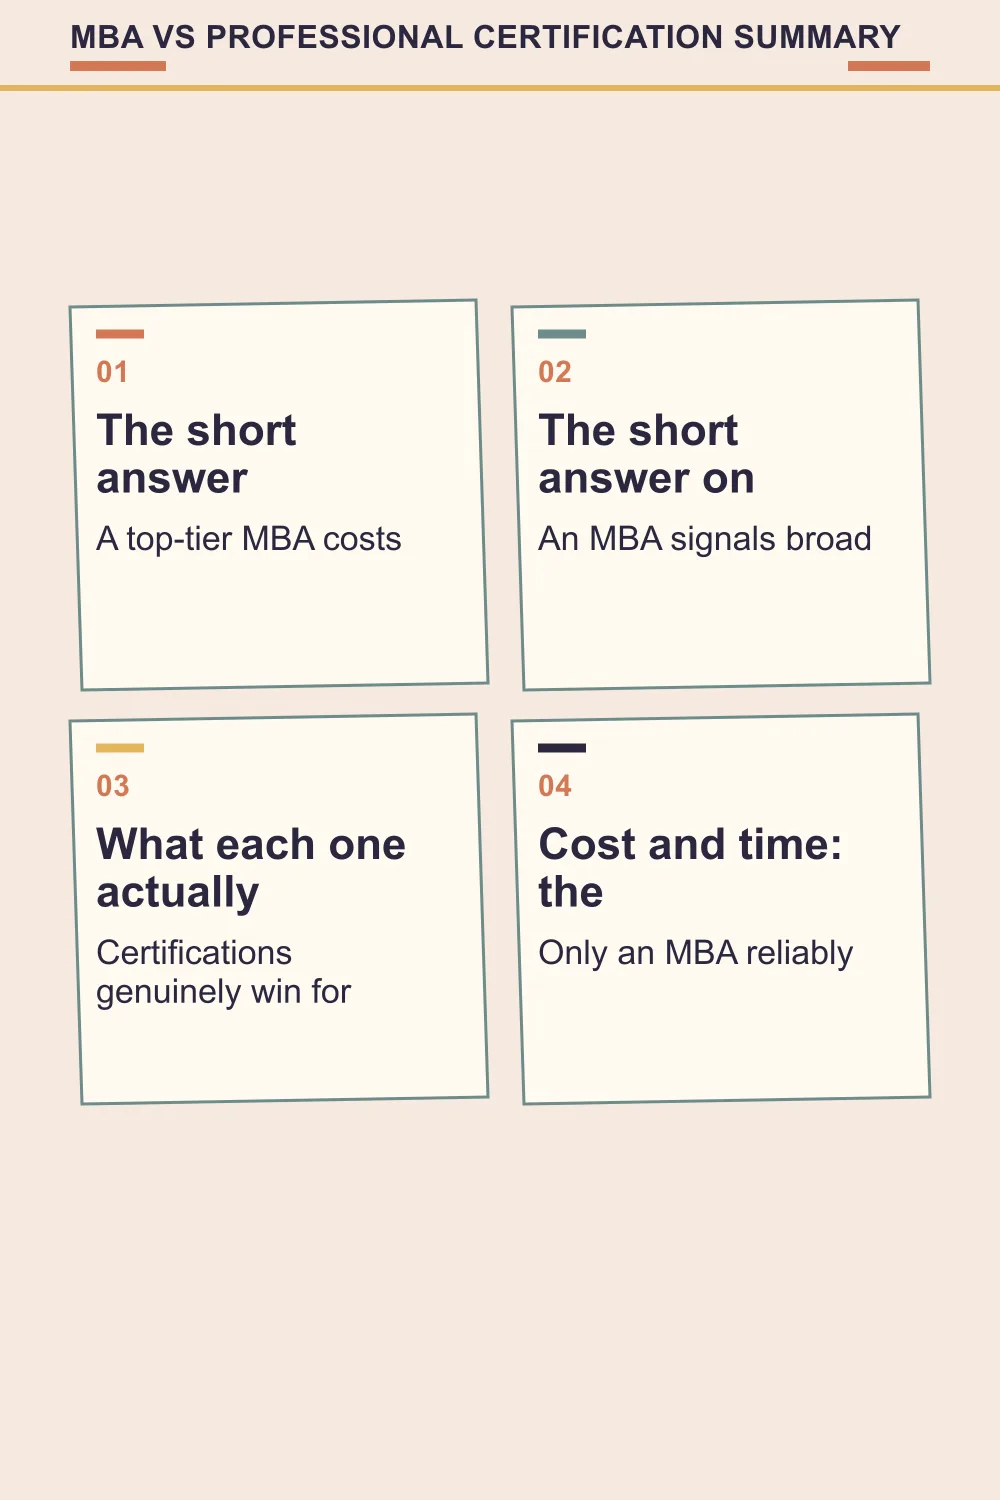 MBA VS PROFESSIONAL CERTIFICATION SUMMARY
01
The short
answer
A top-tier MBA costs
02
The short
answer on
An MBA signals broad
03
What each one
actually
Certifications
genuinely win for
04
Cost and time:
the
Only an MBA reliably